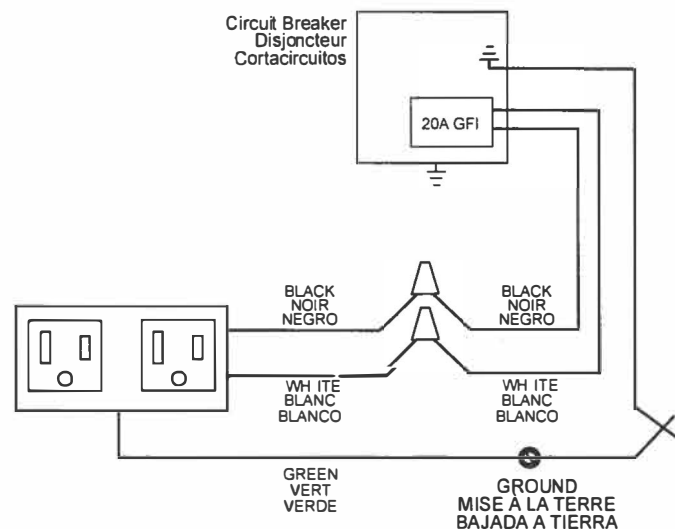 Circuit Breaker
Disjoncteur
Cortacircuitos
20A GFI
BLACK
NOIR
NEGRO
BLACK
NOIR
NEGRO
WH ITE
BLANC
BLANCO
WH ITE
BLANC
BLANCO
GREEN
VERT
VERDE
GROUND
MISE À LA TERRE
BAJADA A TIERRA